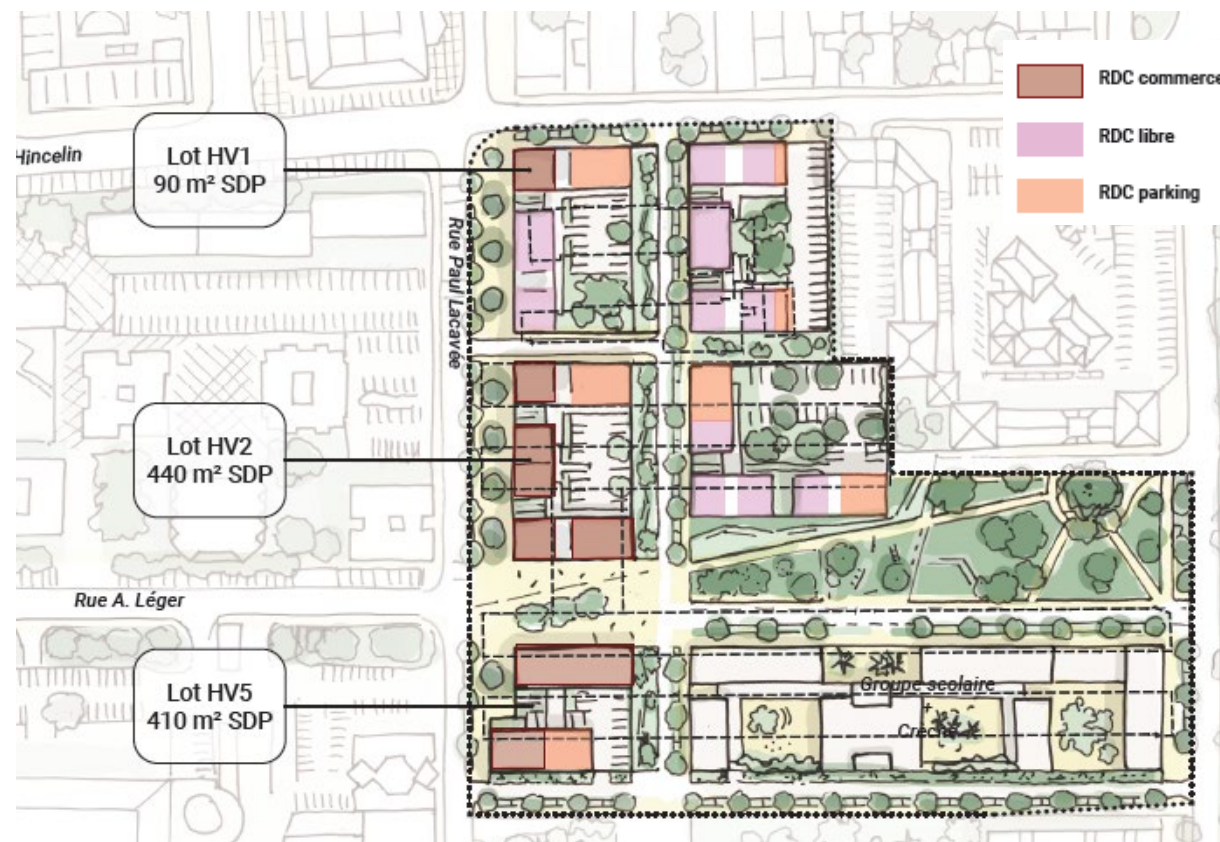 RDC commerce
RDC libre
RDC parking
Hincelin
Lot HV1
90 m² SDP
Rue Paul Lacavée
Lot HV2
440 m² SDP
Rue A. Léger
Lot HV5
410 m² SDP
Groupe scolaire
+
Crèche